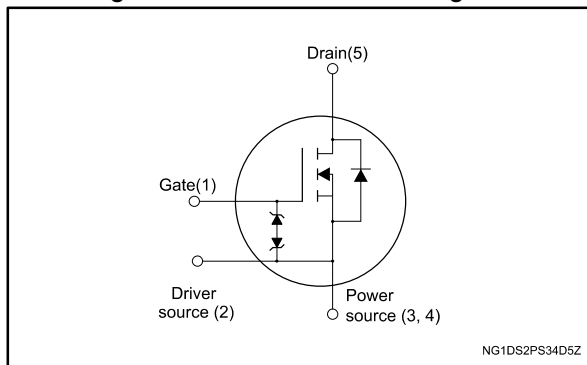 Drain(5)
Gate(1)
Driver
source (2)
Power
source (3, 4)
NG1DS2PS34D5Z